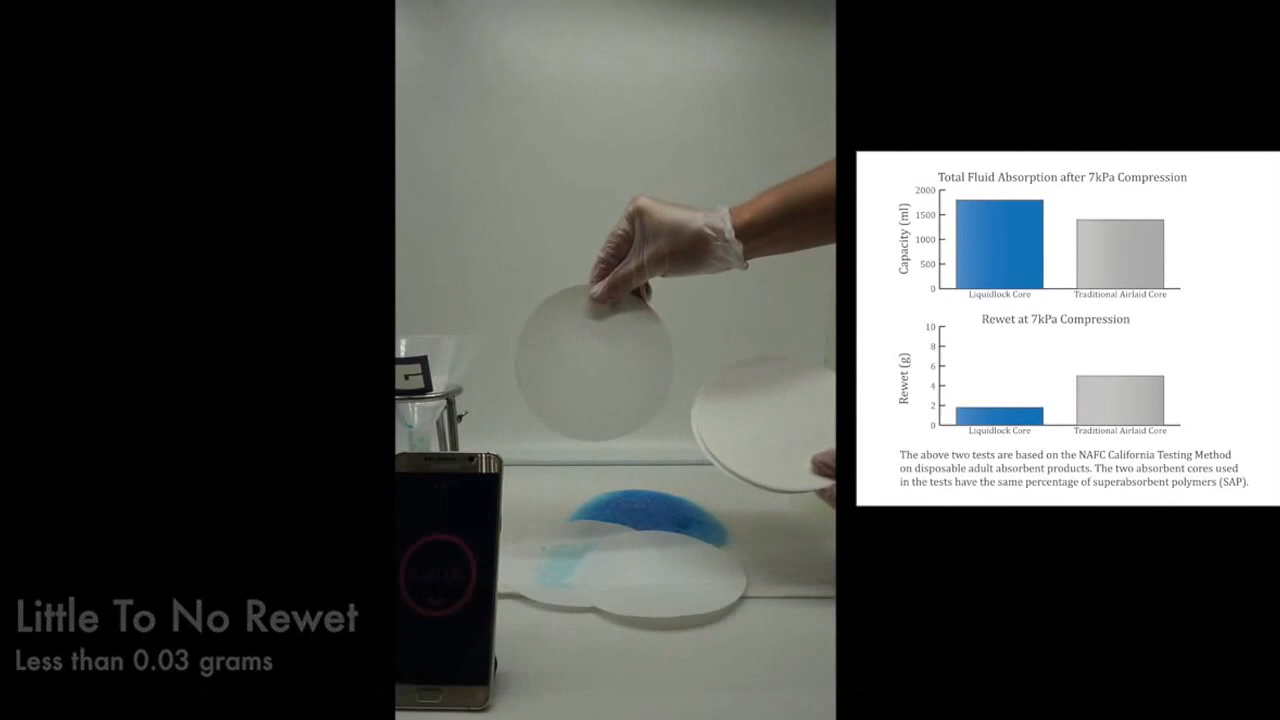 Total Fluid Absorption after 7kPa Compression
Capacity (ml)
2000
1500
1000
500
0
Liquidlock Core
Traditional Airlaid Core
Rewet at 7kPa Compression
Rewet (g)
10
8
6
4
2
0
Liquidlock Core
Traditional Airlaid Core
The above two tests are based on the NAFC California Testing Method
on disposable adult absorbent products. The two absorbent cores used
in the tests have the same percentage of superabsorbent polymers (SAP).
Little To No Rewet
Less than 0.03 grams